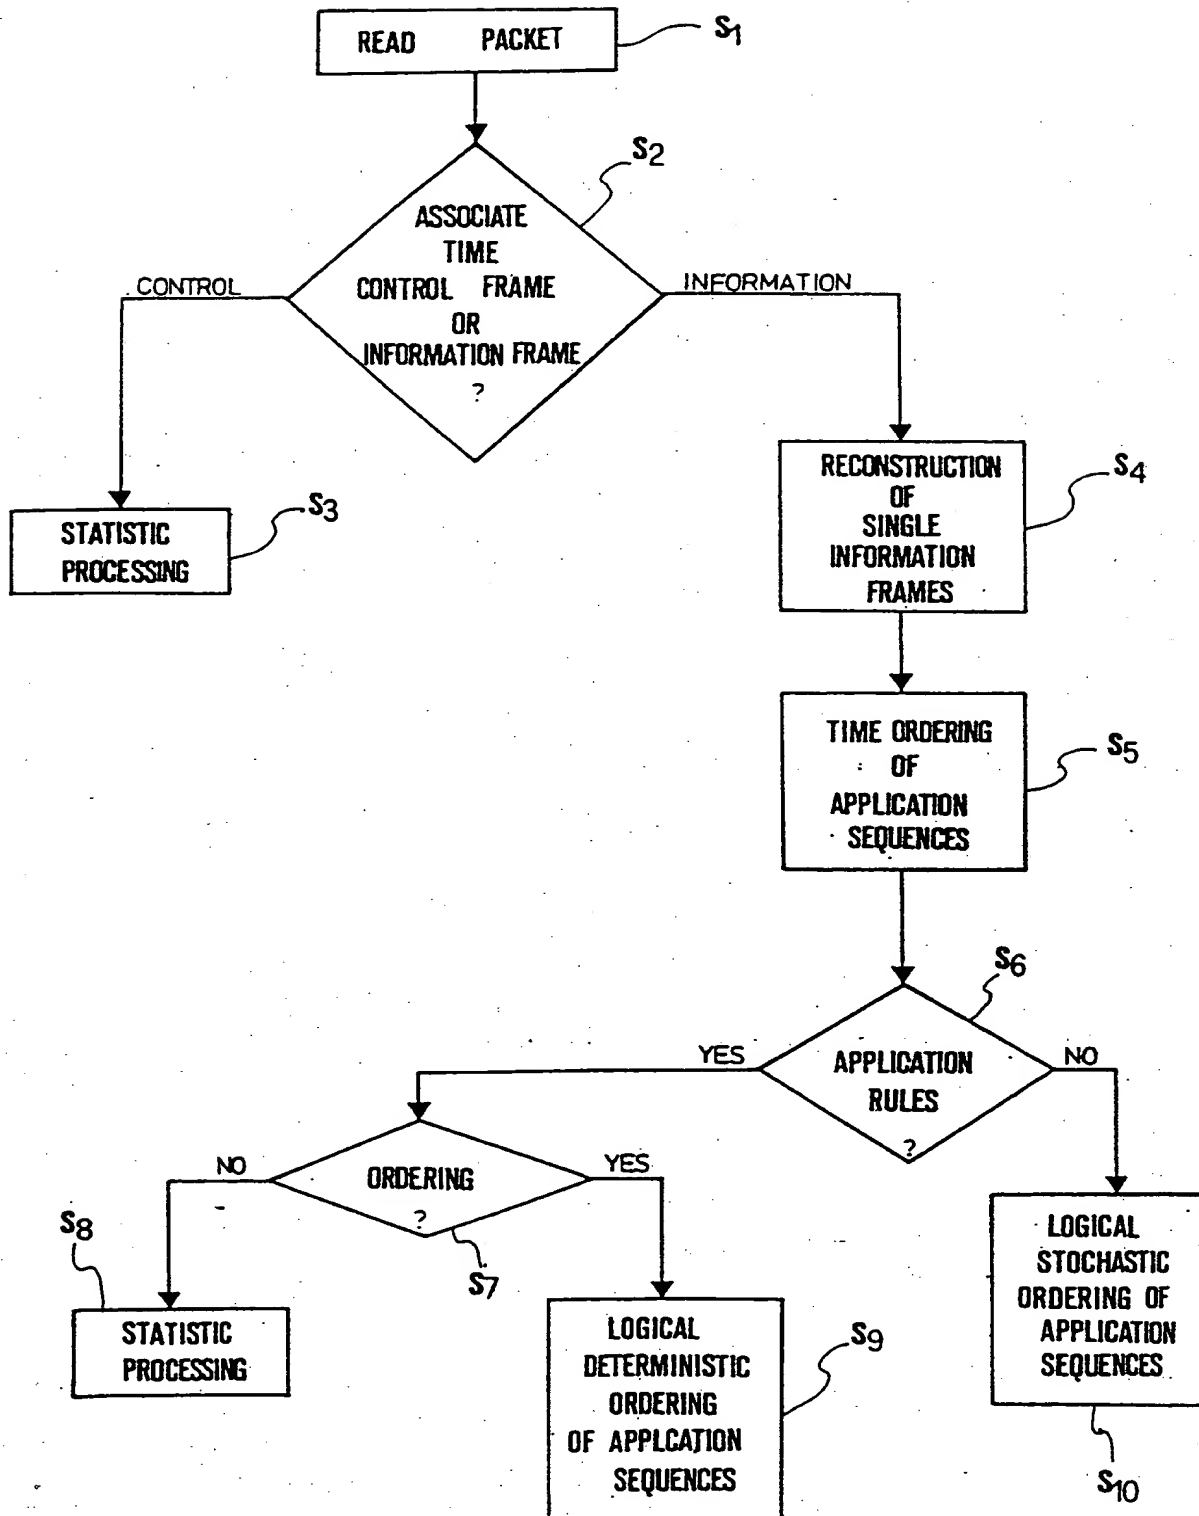 READ PACKET
S1
S2
ASSOCIATE
TIME
CONTROL FRAME
OR
INFORMATION FRAME
?
CONTROL
INFORMATION
S3
STATISTIC
PROCESSING
RECONSTRUCTION
OF
SINGLE
INFORMATION
FRAMES
S4
TIME ORDERING
OF
APPLICATION
SEQUENCES
S5
S6
APPLICATION
RULES
?
YES
NO
ORDERING
?
NO
YES
S7
S8
STATISTIC
PROCESSING
LOGICAL
DETERMINISTIC
ORDERING
OF APPLCATION
SEQUENCES
S9
LOGICAL
STOCHASTIC
ORDERING OF
APPLICATION
SEQUENCES
S10